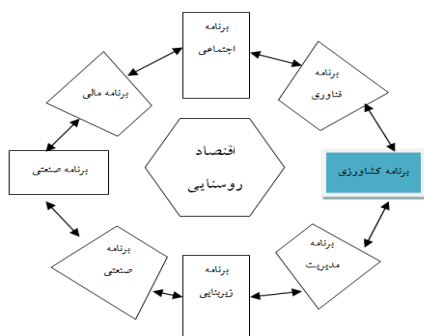 برنامه
اجتماعی
برنامه
فناوری
برنامه مالی
اقتصاد
روستایی
برنامه کشاورزی
برنامه صنعتی
برنامه
مدیریت
برنامه
زیربنایی
برنامه
صنعتی